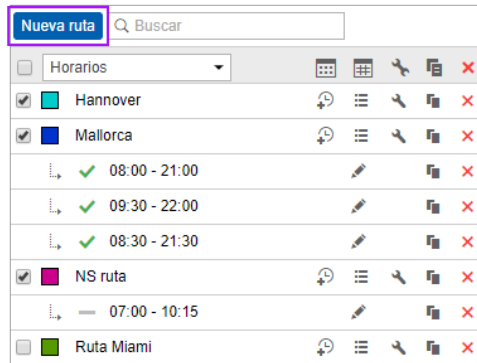 Nueva ruta Buscar
Horarios
Hannover
Mallorca
08:00 - 21:00
09:30 - 22:00
08:30 - 21:30
NS ruta
07:00 - 10:15
Ruta Miami